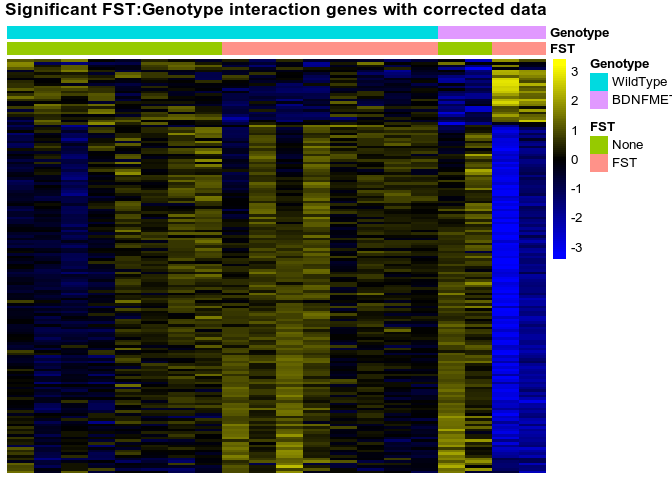 Significant FST:Genotype interaction genes with corrected data
Genotype
FST
3
2
1
0
-1
-2
-3
Genotype
WildType
BDNFMET
FST
None
FST